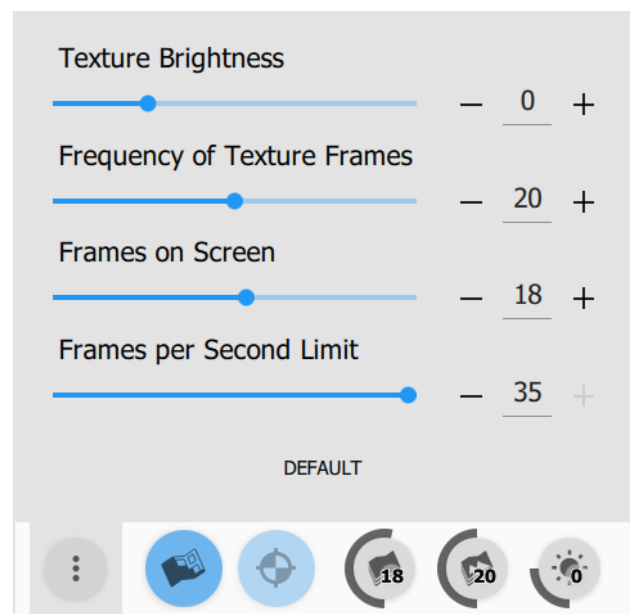 Texture Brightness
− 0 +
Frequency of Texture Frames
− 20 +
Frames on Screen
− 18 +
Frames per Second Limit
− 35 +
DEFAULT
18 20 0